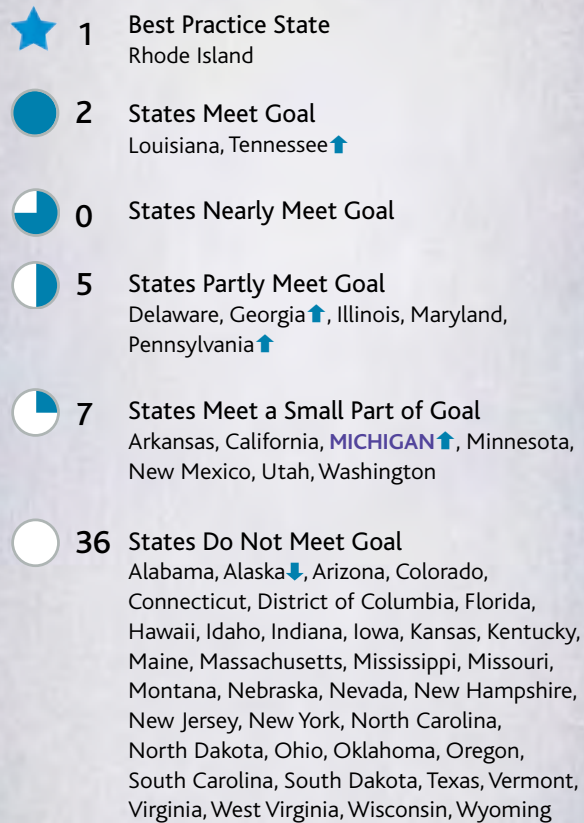 1 Best Practice State
Rhode Island
2 States Meet Goal
Louisiana, Tennessee⬆
0 States Nearly Meet Goal
5 States Partly Meet Goal
Delaware, Georgia⬆, Illinois, Maryland,
Pennsylvania⬆
7 States Meet a Small Part of Goal
Arkansas, California, MICHIGAN⬆, Minnesota,
New Mexico, Utah, Washington
36 States Do Not Meet Goal
Alabama, Alaska⬇, Arizona, Colorado,
Connecticut, District of Columbia, Florida,
Hawaii, Idaho, Indiana, Iowa, Kansas, Kentucky,
Maine, Massachusetts, Mississippi, Missouri,
Montana, Nebraska, Nevada, New Hampshire,
New Jersey, New York, North Carolina,
North Dakota, Ohio, Oklahoma, Oregon,
South Carolina, South Dakota, Texas, Vermont,
Virginia, West Virginia, Wisconsin, Wyoming